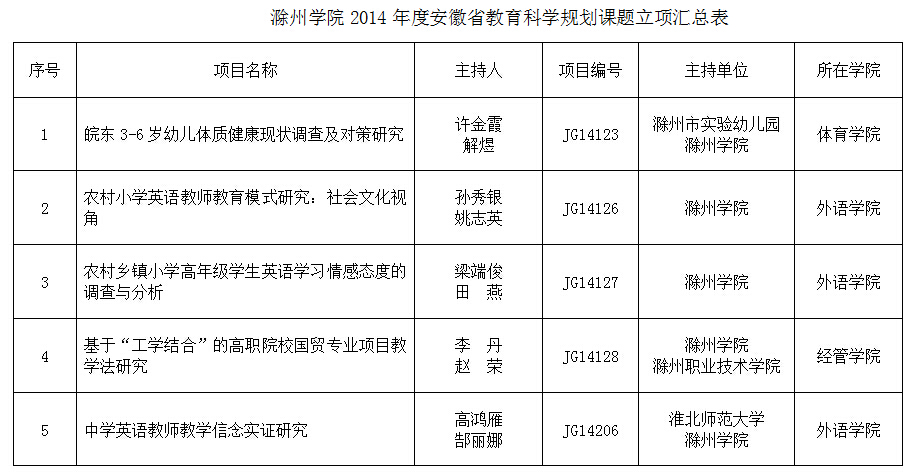 滁州学院 2014 年度安徽省教育科学规划课题立项汇总表
序号 项目名称 主持人 项目编号 主持单位 所在学院
1 皖东 3-6 岁幼儿体质健康现状调查及对策研究 许金霞 JG14123 滁州市实验幼儿园 体育学院
解煜 滁州学院
2 农村小学英语教师教育模式研究：社会文化视 孙秀银 JG14126 滁州学院 外语学院
角 姚志英
3 农村乡镇小学高年级学生英语学习情感态度的 梁端俊 JG14127 滁州学院 外语学院
调查与分析 田 燕
4 基于“工学结合”的高职院校国贸专业项目教 李 丹 JG14128 滁州学院 经管学院
学法研究 赵 荣 滁州职业技术学院
5 中学英语教师教学信念实证研究 高鸿雁 JG14206 淮北师范大学 外语学院
郜丽娜 滁州学院